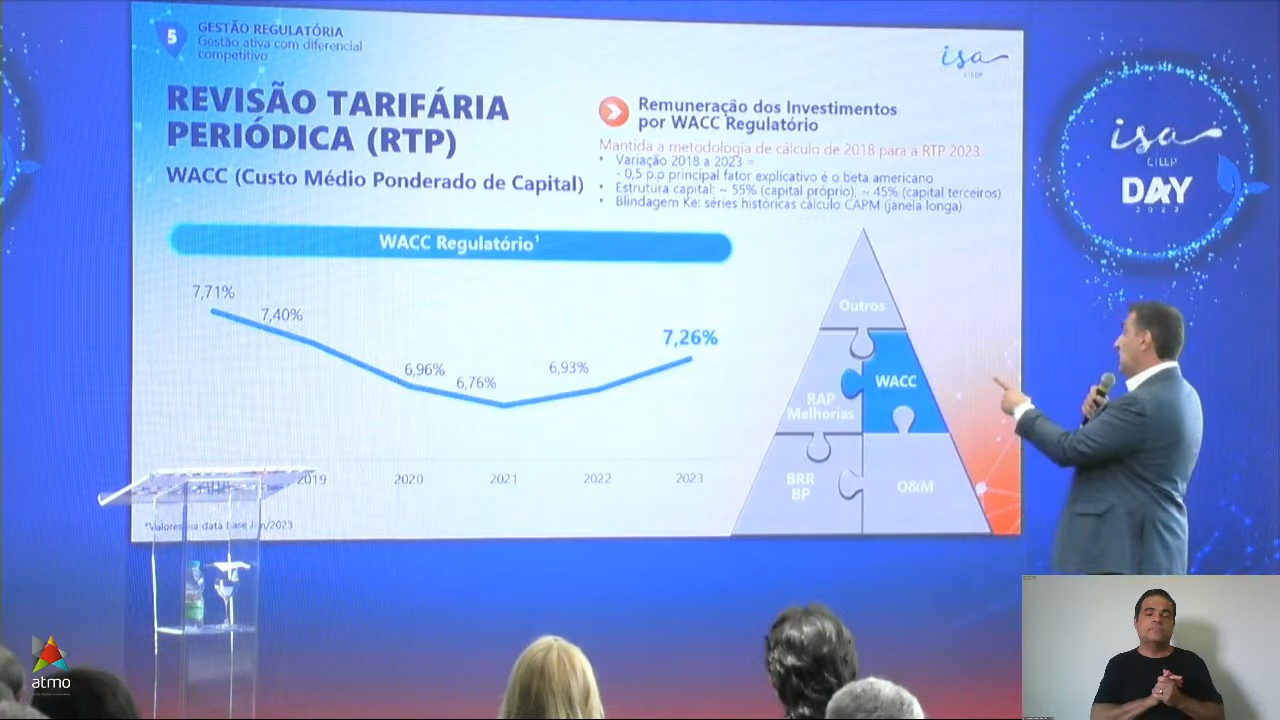 5
GESTÃO REGULATÓRIA
Gestão ativa com diferencial
competitivo
isa
CTEEP
REVISÃO TARIFÁRIA
PERIÓDICA (RTP)
WACC (Custo Médio Ponderado de Capital)
Remuneração dos Investimentos
por WACC Regulatório
Mantida a metodologia de cálculo de 2018 para a RTP 2023
• Variação 2018 a 2023 =
- 0,5 p.p principal fator explicativo é o beta americano
• Estrutura capital: ~ 55% (capital próprio), ~ 45% (capital terceiros)
• Blindagem Ke: séries históricas cálculo CAPM (janela longa)
WACC Regulatório¹
7,71%
7,40%
6,96%
6,76%
6,93%
7,26%
2019
2020
2021
2022
2023
Outros
RAP
Melhorias
WACC
BRR
BP
O&M
isa
CTEEP
DAY
2023
atmo